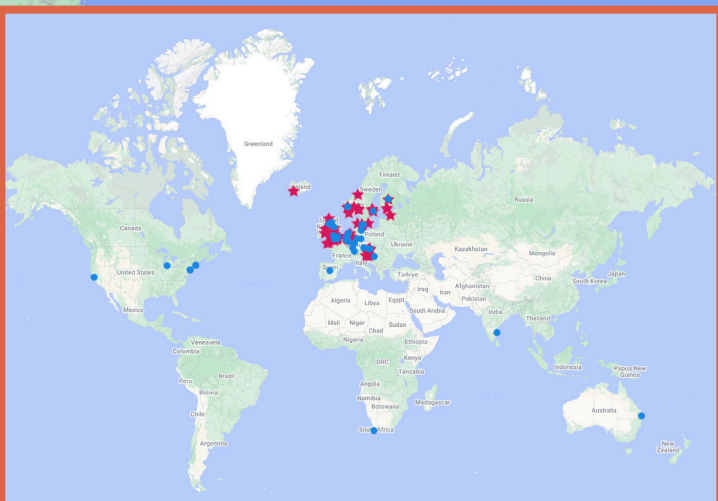 Greenland
Finland
Sweden
Russia
Canada
Poland
Ukraine
France
Kazakhstan
Mongolia
United States
Spain
Italy
Türkiye
China
Japan
South Korea
Iraq
Iran
Afghanistan
Pakistan
Algeria
Libya
Egypt
Saudi Arabia
Mexico
India
Thailand
Mali
Niger
Chad
Sudan
Nigeria
Ethiopia
Venezuela
Colombia
DRC
Kenya
Tanzania
Indonesia
Papua New
Guinea
Peru
Brazil
Bolivia
Angola
Namibia
Botswana
Madagascar
Chile
Australia
South Africa
Argentina
New
Zealand